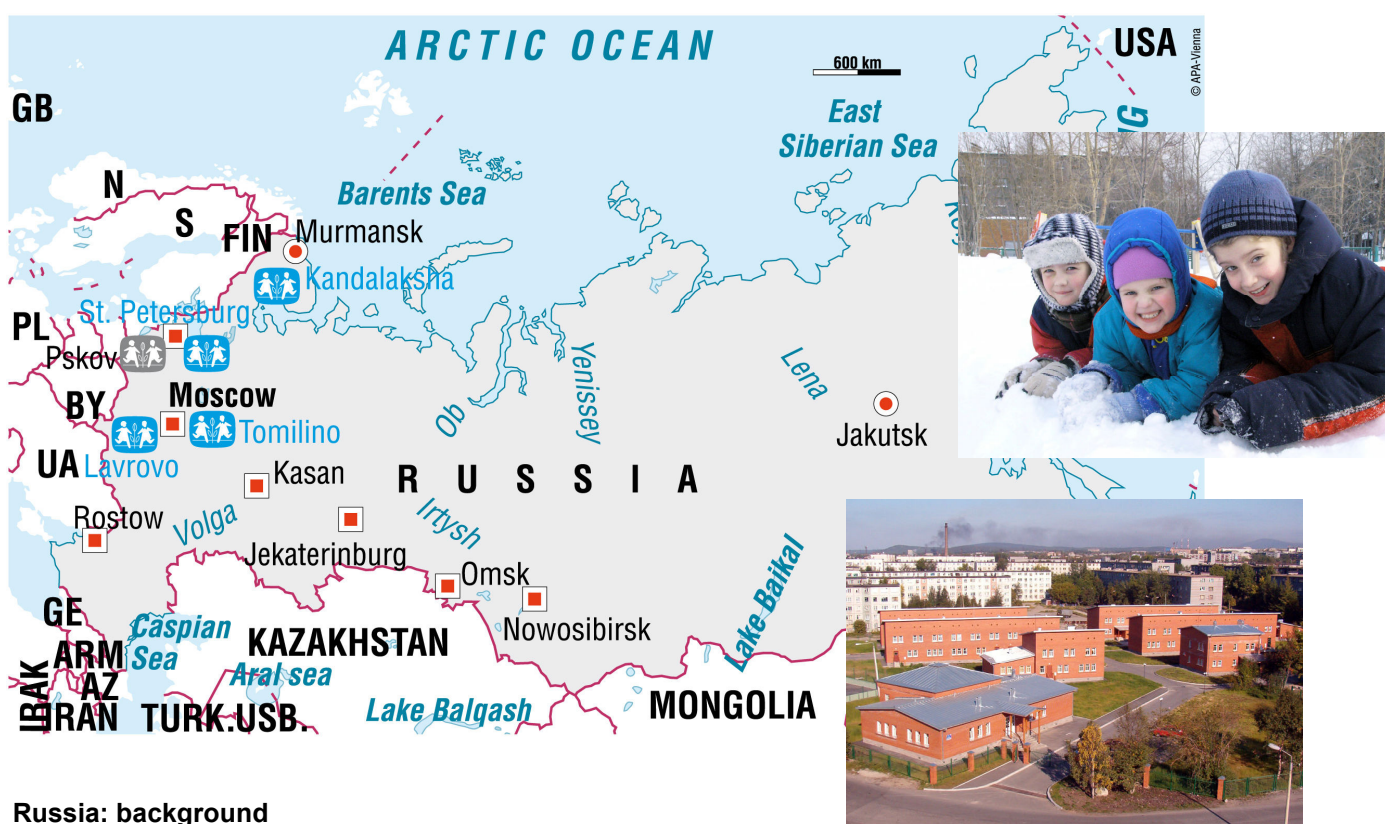 ARCTIC OCEAN
USA
© APA-Vienna
600 km
GB
East
Siberian Sea
N
Barents Sea
S
FIN
Murmansk
Kandalaksha
St. Petersburg
PL
Pskov
Moscow
BY
Tomilino
UA
Lavrovo
Ob
Yenissey
Lena
Jakutsk
Kasan
RUSSIA
Rostow
Volga
Irtysh
Jekaterinburg
Omsk
Nowosibirsk
Lake Baikal
GE
Caspian
Sea
KAZAKHSTAN
ARM
Aral sea
AZ
IRAK
IRAN
TURK.
USB.
Lake Balqash
MONGOLIA
Russia: background